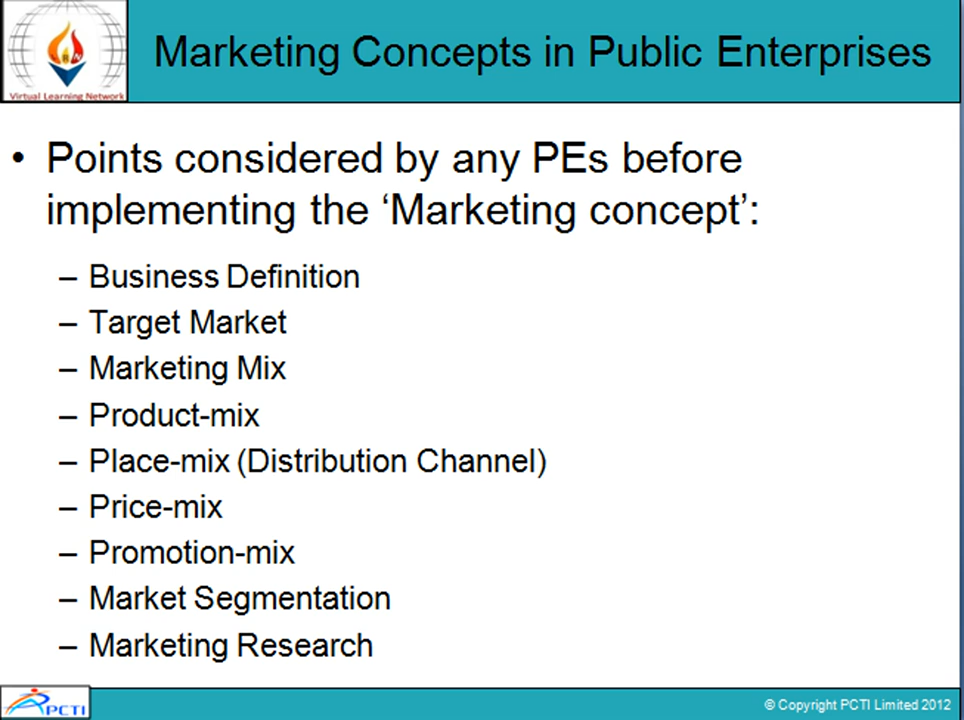 Marketing Concepts in Public Enterprises
Virtual Learning Network
• Points considered by any PEs before
implementing the ‘Marketing concept’:
– Business Definition
– Target Market
– Marketing Mix
– Product-mix
– Place-mix (Distribution Channel)
– Price-mix
– Promotion-mix
– Market Segmentation
– Marketing Research
PCTI
© Copyright PCTI Limited 2012